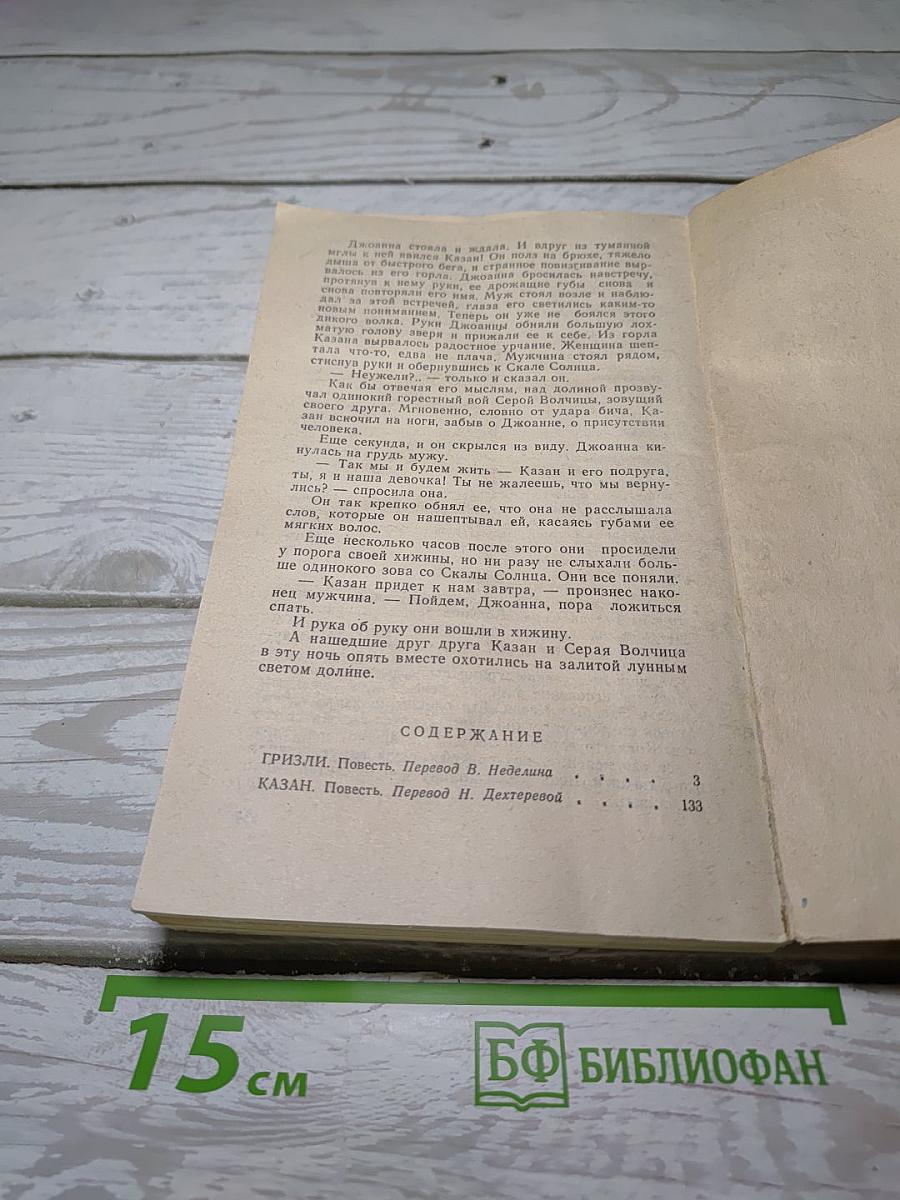 Джоанна стояла и ждала. И вдруг из туманной
мглы к ней явился Казан! Он полз на брюхе, тяжело
дыша от быстрого бега, и странное повизгивание выр-
валось из его горла. Джоанна бросилась навстречу,
протянув к нему руки, ее дрожащие губы снова и
снова повторяли его имя. Муж стоял возле и наблю-
дал за этой встречей, глаза его светились каким-то
новым пониманием. Теперь он уже не боялся этого
дикого волка. Руки Джоанны обняли большую лох-
матую голову зверя и прижали ее к себе. Из горла
Казана вырвалось радостное урчание. Женщина шеп-
тала что-то, едва не плача. Мужчина стоял рядом,
стиснув руки и обернувшись к Скале Солнца.
— Неужели?.. — только и сказал он.
Как бы отвечая его мыслям, над долиной прозву-
чал одинокий горестный вой Серой Волчицы, зовущий
своего друга. Мгновенно, словно от удара бича, Ка-
зан вскочил на ноги, забыв о Джоанне, о присутствии
человека.
Еще секунда, и он скрылся из виду. Джоанна ки-
нулась на грудь мужу.
— Так мы и будем жить — Казан и его подруга,
ты, я и наша девочка! Ты не жалеешь, что мы верну-
лись? — спросила она.
Он так крепко обнял ее, что она не расслышала
слов, которые он нашептывал ей, касаясь губами ее
мягких волос.
Еще несколько часов после этого они просидели
у порога своей хижины, но ни разу не слыхали боль-
ше одинокого зова со Скалы Солнца. Они все поняли.
— Казан придет к нам завтра, — произнес нако-
нец мужчина. — Пойдем, Джоанна, пора ложиться
спать.
И рука об руку они вошли в хижину.
А нашедшие друг друга Казан и Серая Волчица
в эту ночь опять вместе охотились на залитой лунным
светом долине.
СОДЕРЖАНИЕ
ГРИЗЛИ. Повесть. Перевод В. Неделина . . . . 3
КАЗАН. Повесть. Перевод Н. Дехтеревой . . . . 133
15 см
БФ БИБЛИОФАН